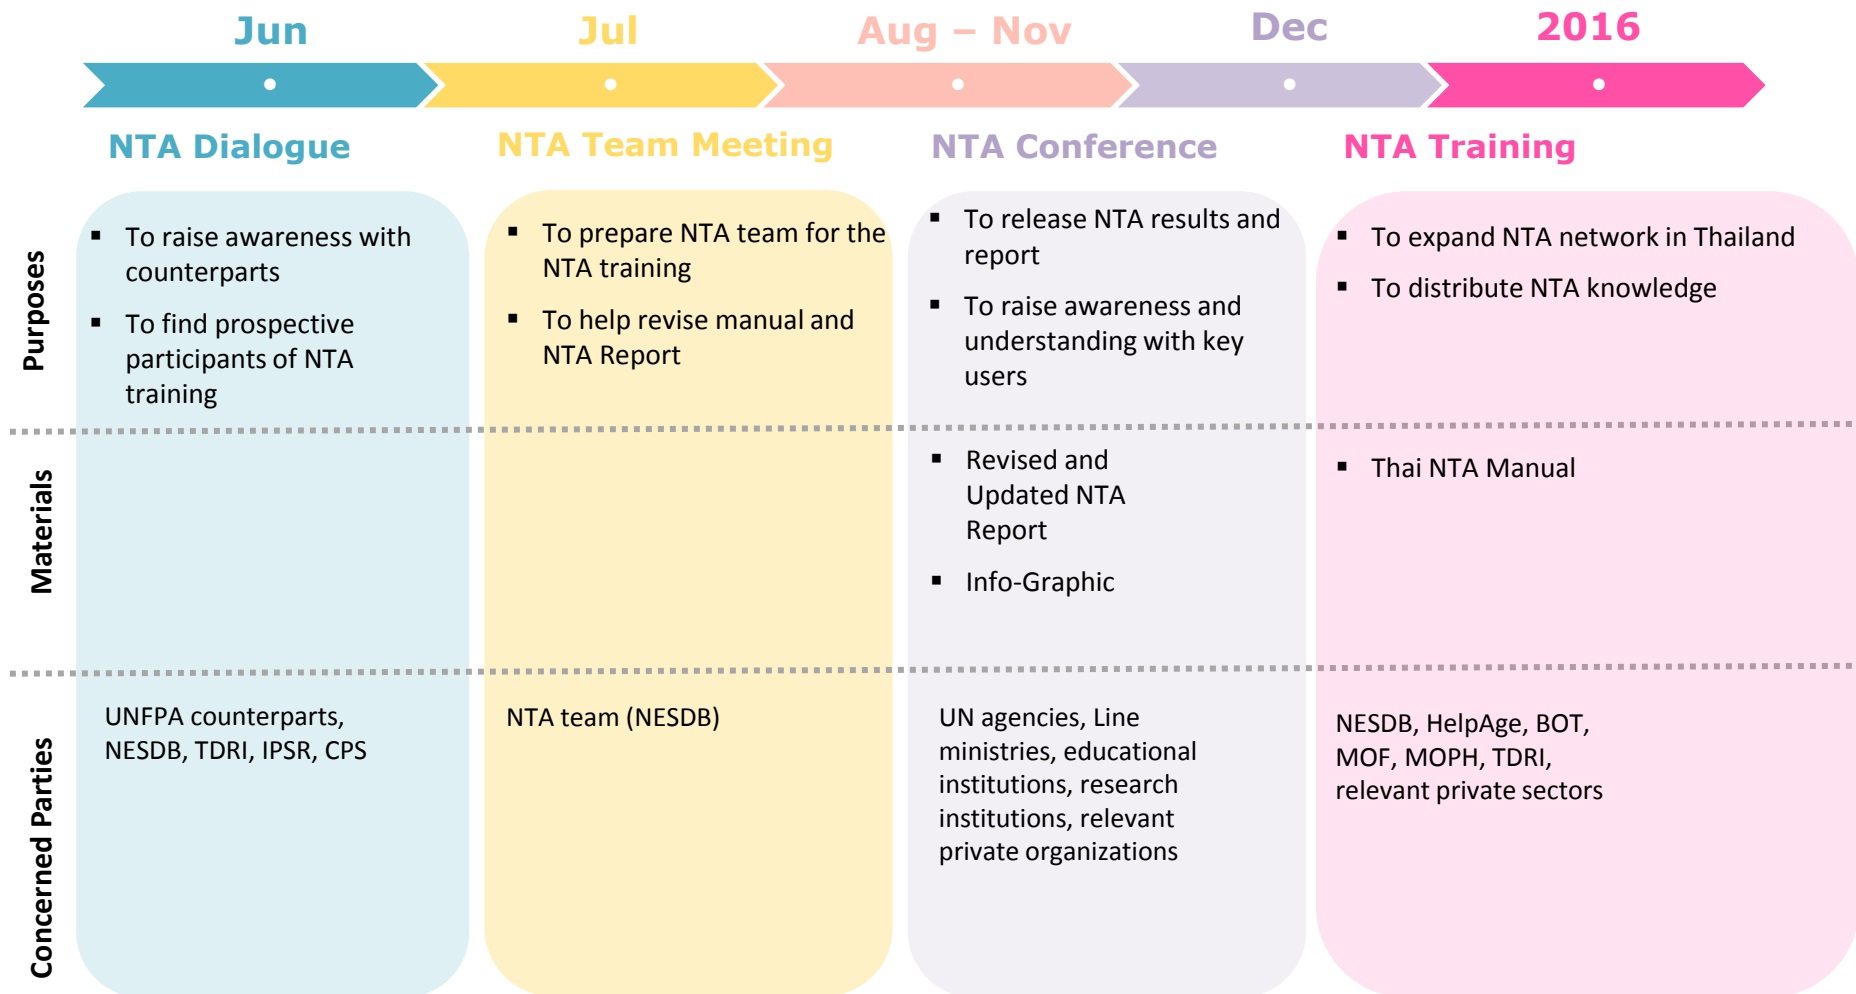 Jun
Jul
Aug – Nov
Dec
2016
NTA Dialogue
NTA Team Meeting
NTA Conference
NTA Training
Purposes
▪ To raise awareness with
counterparts
▪ To find prospective
participants of NTA
training
▪ To prepare NTA team for the
NTA training
▪ To help revise manual and
NTA Report
▪ To release NTA results and
report
▪ To raise awareness and
understanding with key
users
▪ To expand NTA network in Thailand
▪ To distribute NTA knowledge
Materials
▪ Revised and
Updated NTA
Report
▪ Info-Graphic
▪ Thai NTA Manual
Concerned Parties
UNFPA counterparts,
NESDB, TDRI, IPSR, CPS
NTA team (NESDB)
UN agencies, Line
ministries, educational
institutions, research
institutions, relevant
private organizations
NESDB, HelpAge, BOT,
MOF, MOPH, TDRI,
relevant private sectors